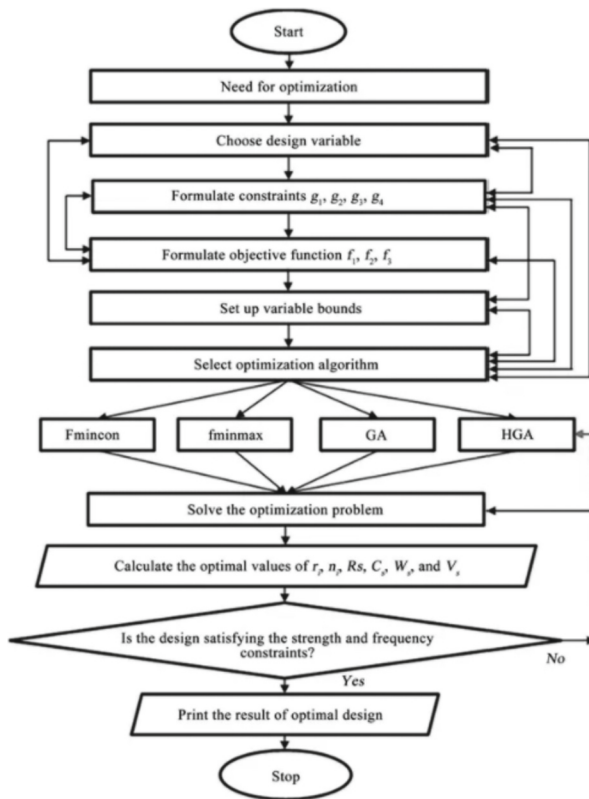 Start
Need for optimization
Choose design variable
Formulate constraints g₁, g₂, g₃, g₄
Formulate objective function f₁, f₂, f₃
Set up variable bounds
Select optimization algorithm
Fmincon
fminmax
GA
HGA
Solve the optimization problem
Calculate the optimal values of rᵢ, nᵢ, Rs, Cₛ, Wₛ, and Vₛ
Is the design satisfying the strength and frequency
constraints?
No
Yes
Print the result of optimal design
Stop